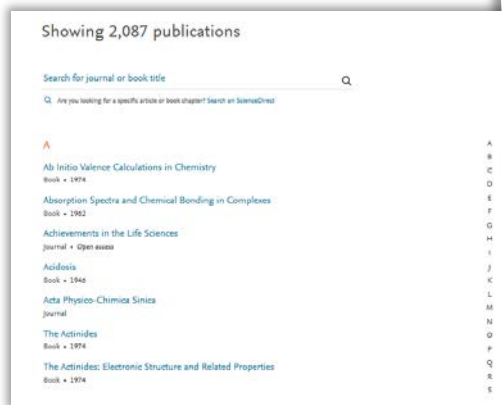 Showing 2,087 publications
Search for journal or book title
Are you looking for a specific article or book chapter? Search on ScienceDirect
A
Ab Initio Valence Calculations in Chemistry
Book • 1974
Absorption Spectra and Chemical Bonding in Complexes
Book • 1962
Achievements in the Life Sciences
Journal • Open access
Acidosis
Book • 1946
Acta Physico-Chimica Sinica
Journal
The Actinides
Book • 1974
The Actinides: Electronic Structure and Related Properties
Book • 1974
A
B
C
D
E
F
G
H
I
J
K
L
M
N
O
P
Q
R
S